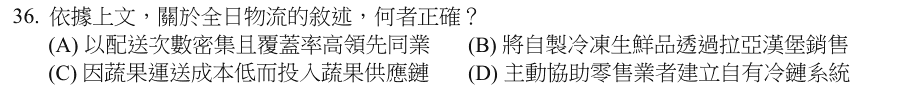 36. 依據上文，關於全日物流的敘述，何者正確？
(A) 以配送次數密集且覆蓋率高領先同業 (B) 將自製冷凍生鮮品透過拉亞漢堡銷售
(C) 因蔬果運送成本低而投入蔬果供應鏈 (D) 主動協助零售業者建立自有冷鏈系統